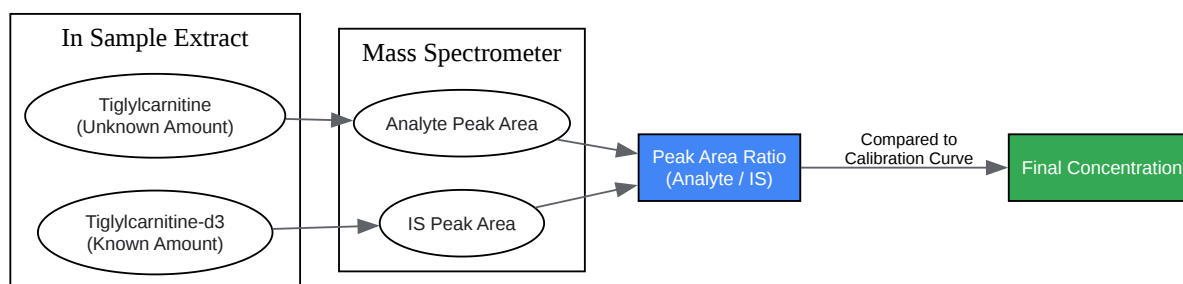 In Sample Extract
Tiglylcarnitine
(Unknown Amount)
Tiglylcarnitine-d3
(Known Amount)
Mass Spectrometer
Analyte Peak Area
IS Peak Area
Peak Area Ratio
(Analyte / IS)
Compared to
Calibration Curve
Final Concentration